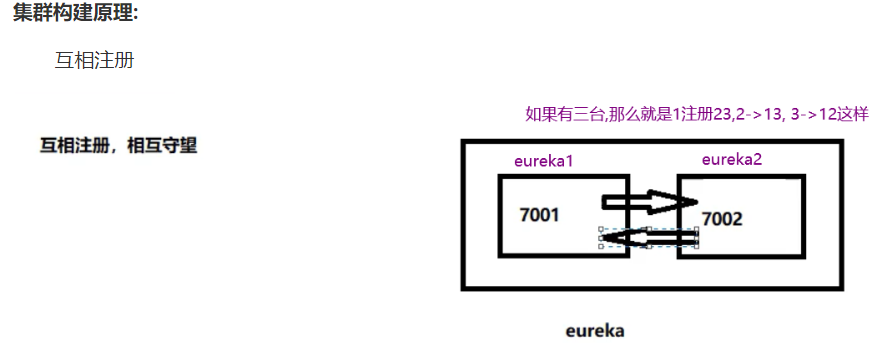 集群构建原理:
互相注册
如果有三台,那么就是1注册23,2->13, 3->12这样
互相注册，相互守望
eureka1
eureka2
7001
7002
eureka